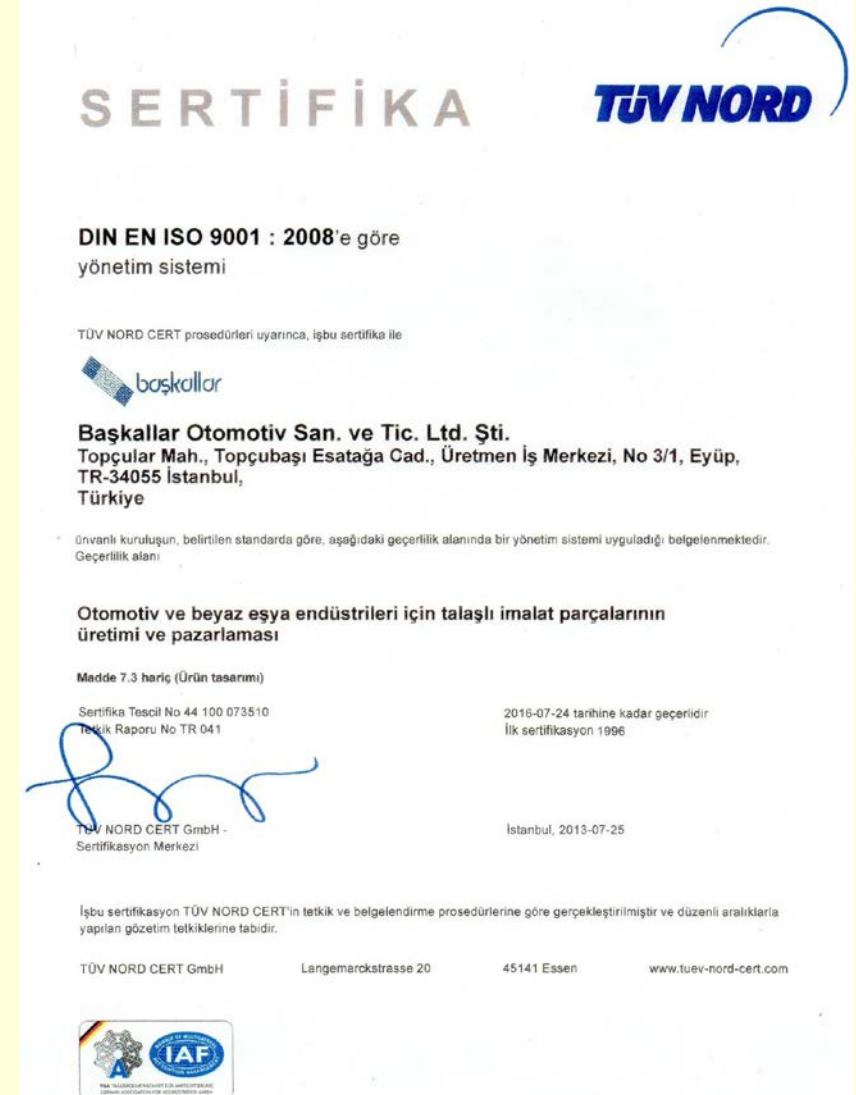 SERTİFİKA
TÜV NORD
DIN EN ISO 9001 : 2008'e göre
yönetim sistemi
TÜV NORD CERT prosedürleri uyarınca, işbu sertifika ile
başkallar
Başkallar Otomotiv San. ve Tic. Ltd. Şti.
Topçular Mah., Topçubaşı Esatağa Cad., Üretmen İş Merkezi, No 3/1, Eyüp,
TR-34055 İstanbul,
Türkiye
ünvanlı kuruluşun, belirtilen standarda göre, aşağıdaki geçerlilik alanında bir yönetim sistemi uyguladığı belgelenmektedir.
Geçerlilik alanı
Otomotiv ve beyaz eşya endüstrileri için talaşlı imalat parçalarının
üretimi ve pazarlaması
Madde 7.3 hariç (Ürün tasarımı)
Sertifika Tescil No 44 100 073510
Tetkik Raporu No TR 041
2016-07-24 tarihine kadar geçerlidir
İlk sertifikasyon 1996
TÜV NORD CERT GmbH -
Sertifikasyon Merkezi
İstanbul, 2013-07-25
İşbu sertifikasyon TÜV NORD CERT'in tetkik ve belgelendirme prosedürlerine göre gerçekleştirilmiştir ve düzenli aralıklarla
yapılan gözetim tetkiklerine tabidir.
TÜV NORD CERT GmbH Langemarckstrasse 20 45141 Essen www.tuev-nord-cert.com
IAF